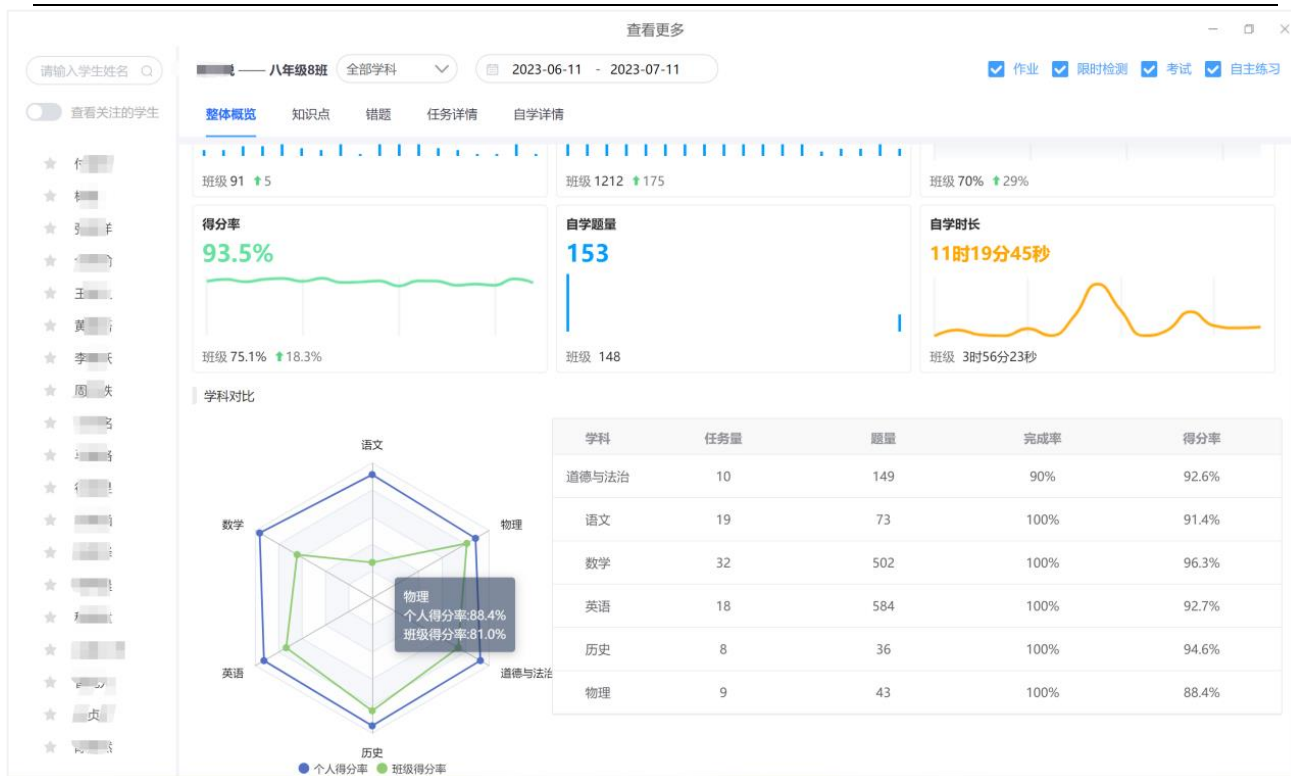 查看更多
请输入学生姓名
—— 八年级8班 全部学科 2023-06-11 - 2023-07-11 作业 限时检测 考试 自主练习
查看关注的学生
整体概览 知识点 错题 任务详情 自学详情
班级 91 5
班级 1212 175
班级 70% 29%
得分率
93.5%
班级 75.1% 18.3%
自学题量
153
班级 148
自学时长
11时19分45秒
班级 3时56分23秒
王
黄
李
周
贞
学科对比
语文
数学
物理
物理
个人得分率:88.4%
班级得分率:81.0%
英语
道德与法治
历史
个人得分率 班级得分率
学科 任务量 题量 完成率 得分率
道德与法治 10 149 90% 92.6%
语文 19 73 100% 91.4%
数学 32 502 100% 96.3%
英语 18 584 100% 92.7%
历史 8 36 100% 94.6%
物理 9 43 100% 88.4%